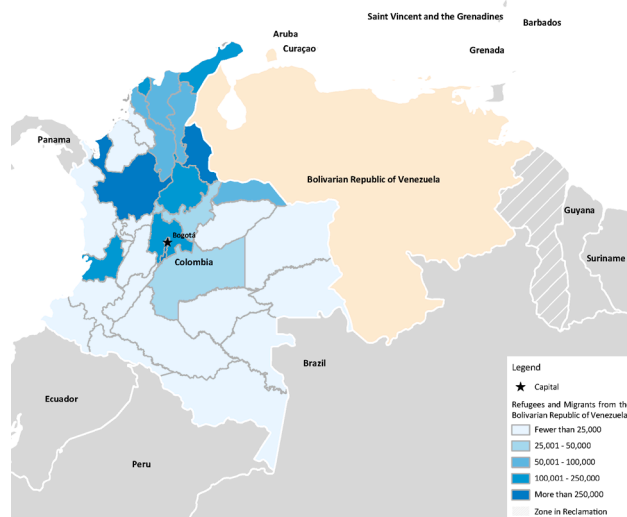 Saint Vincent and the Grenadines
Barbados
Aruba
Curaçao
Grenada
Panama
Bolivarian Republic of Venezuela
Guyana
Bogotá
Colombia
Suriname
Brazil
Ecuador
Peru
Legend
Capital
Refugees and Migrants from the
Bolivarian Republic of Venezuela
Fewer than 25,000
25,001 - 50,000
50,001 - 100,000
100,001 - 250,000
More than 250,000
Zone in Reclamation